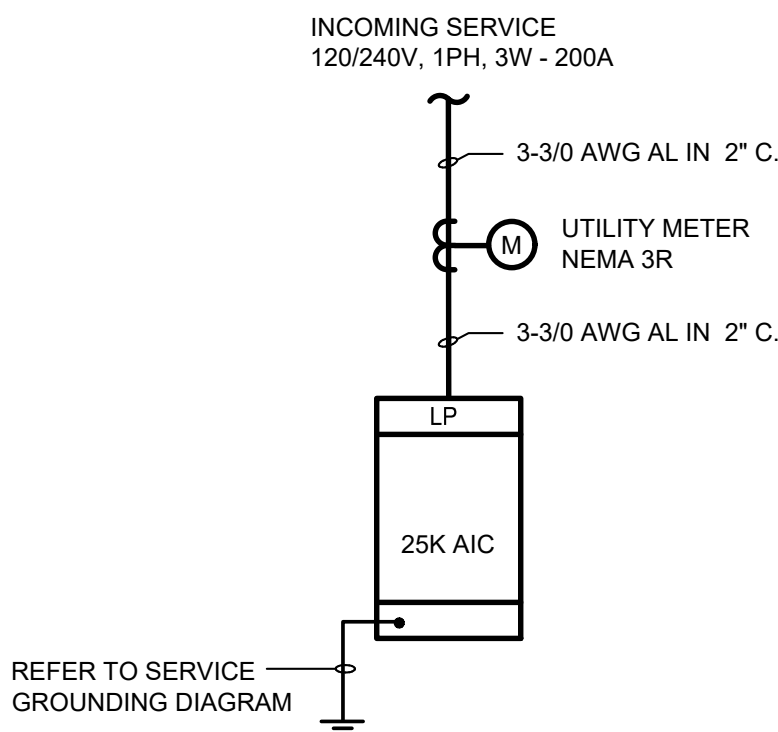 INCOMING SERVICE
120/240V, 1PH, 3W - 200A
3-3/0 AWG AL IN  2" C.
M
UTILITY METER
NEMA 3R
3-3/0 AWG AL IN  2" C.
LP
25K AIC
REFER TO SERVICE
GROUNDING DIAGRAM